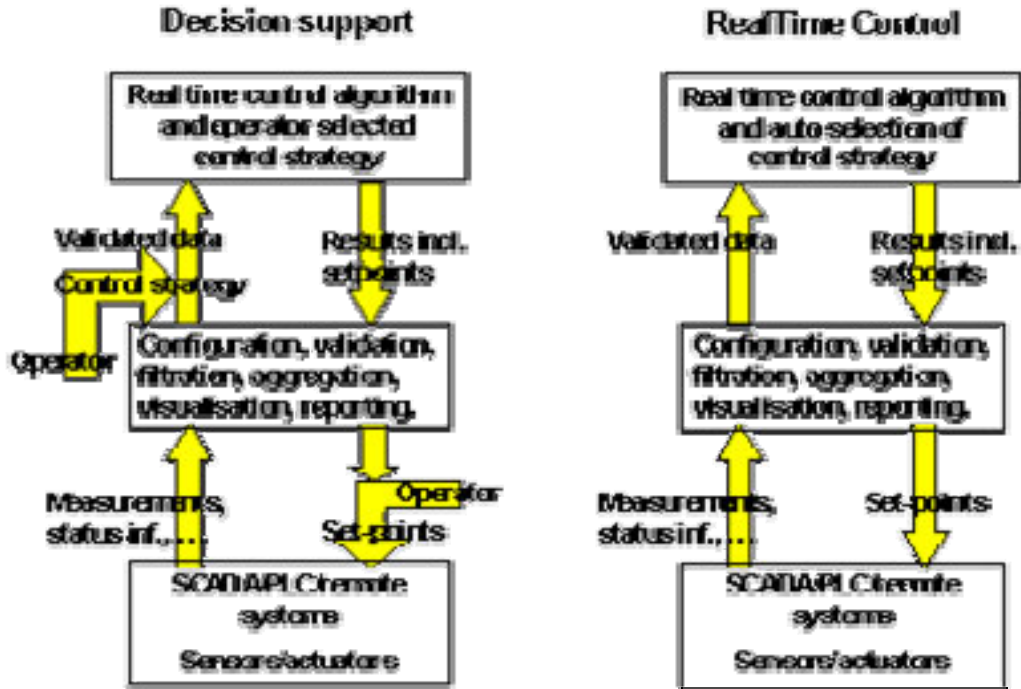 Decision support
Real time control algorithm
and operator selected
control strategy
Validated data
Control strategy
Operator
Results incl.
setpoints
Configuration, validation,
filtration, aggregation,
visualisation, reporting.
Measurements,
status inf., ...
Operator
Set-points
SCADA/PLC/remote
systems
Sensors/actuators
RealTime Control
Real time control algorithm
and auto selection of
control strategy
Validated data
Results incl.
setpoints
Configuration, validation,
filtration, aggregation,
visualisation, reporting.
Measurements,
status inf., ...
Set-points
SCADA/PLC/remote
systems
Sensors/actuators